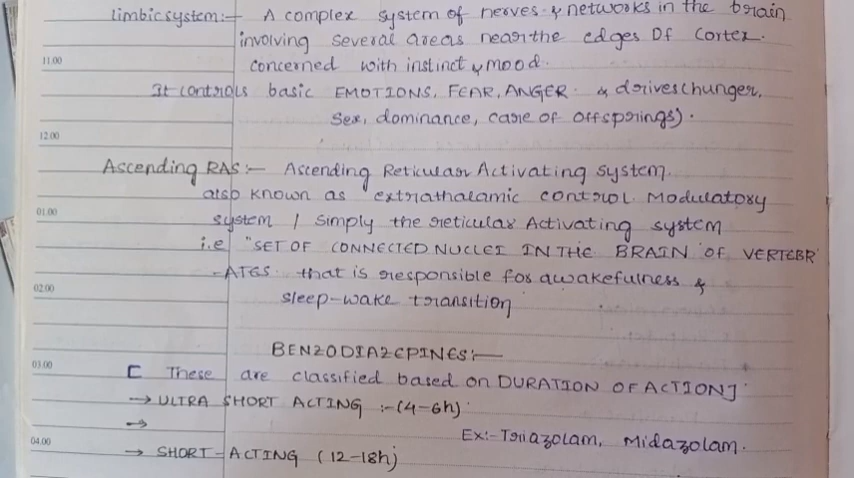 limbic system:- A complex system of nerves & networks in the brain
involving several areas near the edges Of Cortex.
11.00
concerned with instinct & mood.
It controls basic EMOTIONS, FEAR, ANGER & drives (hunger,
Sex, dominance, care of offsprings).
12.00
Ascending RAS:- Ascending Reticular Activating system.
also known as extrathalamic control Modulatory
01.00
system / simply the reticular Activating system
i.e "SET OF CONNECTED NUCLEI IN THE BRAIN OF VERTEBR
-ATES that is responsible for awakefulness &
02.00
sleep-wake transition
BENZODIAZEPINES:-
03.00
[ These are classified based on DURATION OF ACTION]
→ ULTRA SHORT ACTING :-(4-6h)
→
Ex:- Triazolam, Midazolam.
04.00
→ SHORT-ACTING (12-18h)